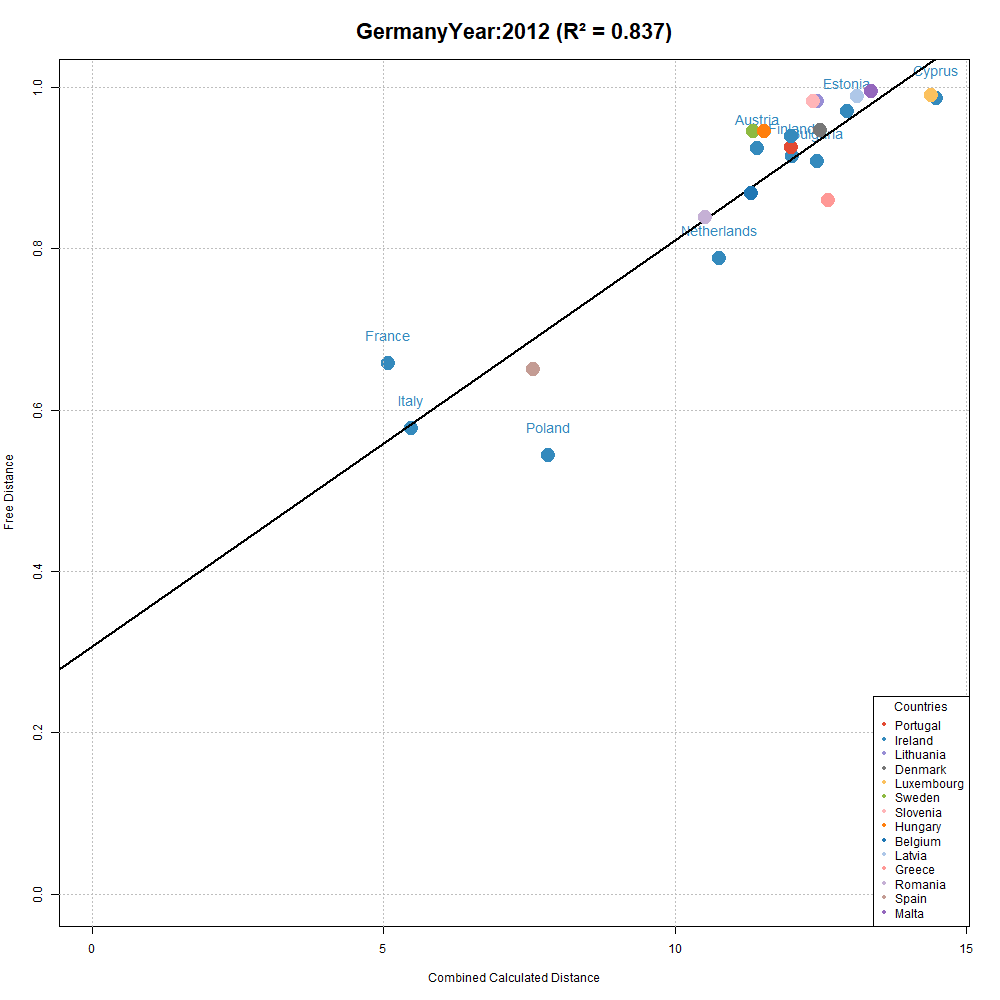 GermanyYear:2012 (R² = 0.837)
Cyprus
Estonia
Austria
Finland
Bulgaria
Netherlands
France
Italy
Poland
1.0
0.8
0.6
0.4
0.2
0.0
Free Distance
0
5
10
15
Combined Calculated Distance
Countries
Portugal
Ireland
Lithuania
Denmark
Luxembourg
Sweden
Slovenia
Hungary
Belgium
Latvia
Greece
Romania
Spain
Malta